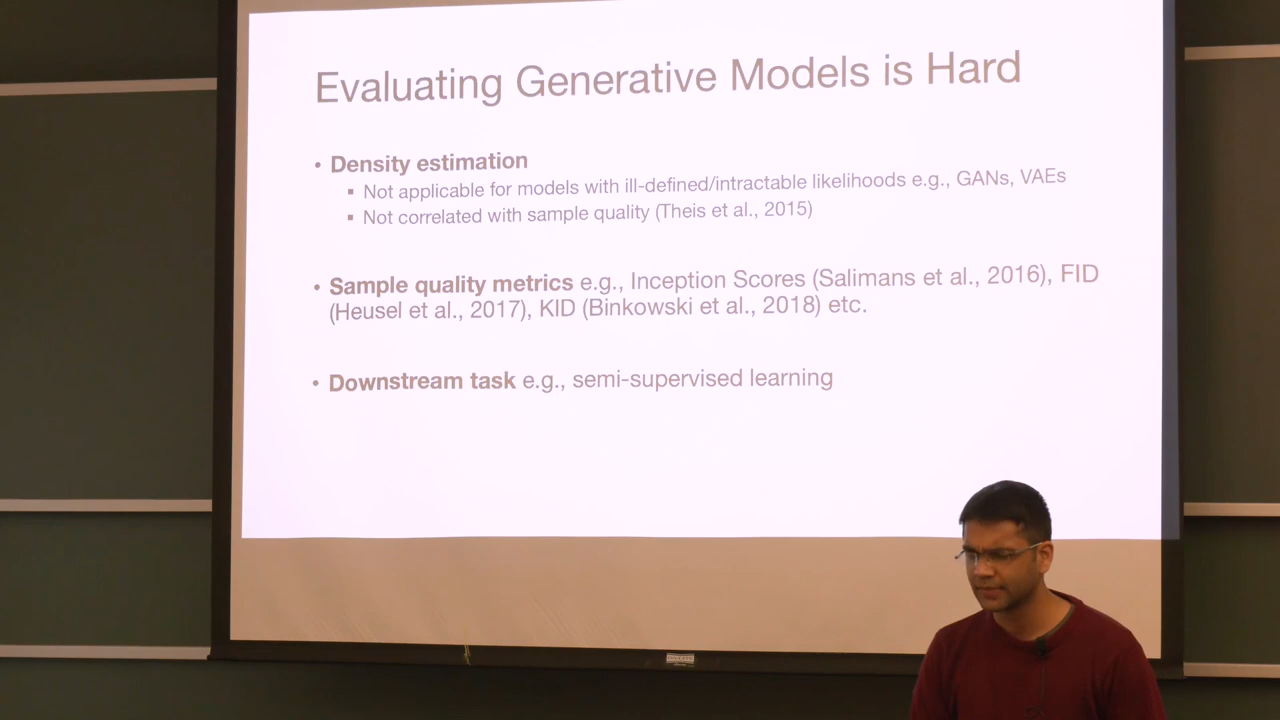 Evaluating Generative Models is Hard
• Density estimation
▪ Not applicable for models with ill-defined/intractable likelihoods e.g., GANs, VAEs
▪ Not correlated with sample quality (Theis et al., 2015)
• Sample quality metrics e.g., Inception Scores (Salimans et al., 2016), FID
(Heusel et al., 2017), KID (Binkowski et al., 2018) etc.
• Downstream task e.g., semi-supervised learning